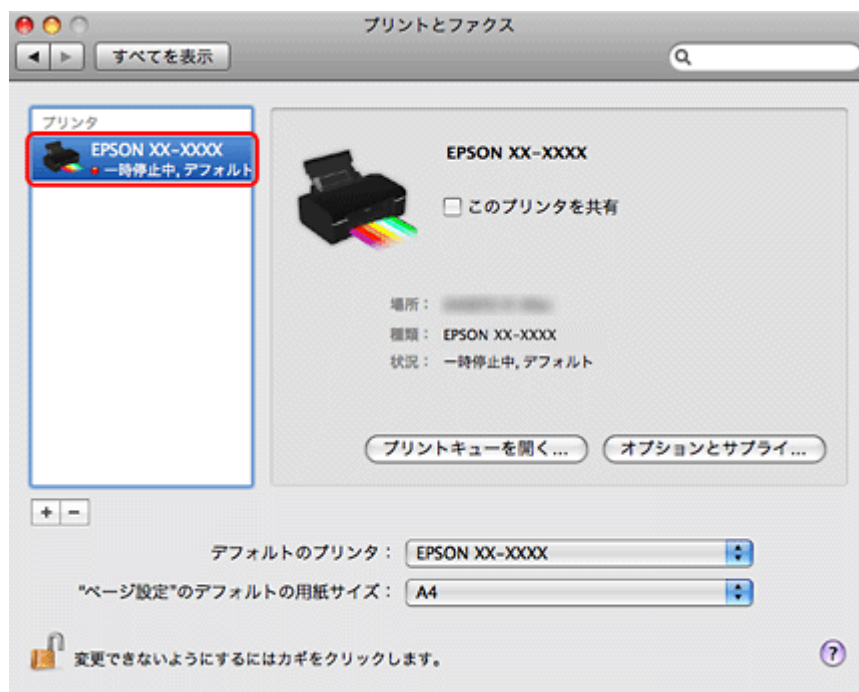 プリントとファクス
すべてを表示
プリンタ
EPSON XX-XXXX
一時停止中, デフォルト
EPSON XX-XXXX
このプリンタを共有
場所：
種類： EPSON XX-XXXX
状況： 一時停止中, デフォルト
プリントキューを開く... オプションとサプライ...
+ −
デフォルトのプリンタ： EPSON XX-XXXX
"ページ設定"のデフォルトの用紙サイズ： A4
変更できないようにするにはカギをクリックします。 ?